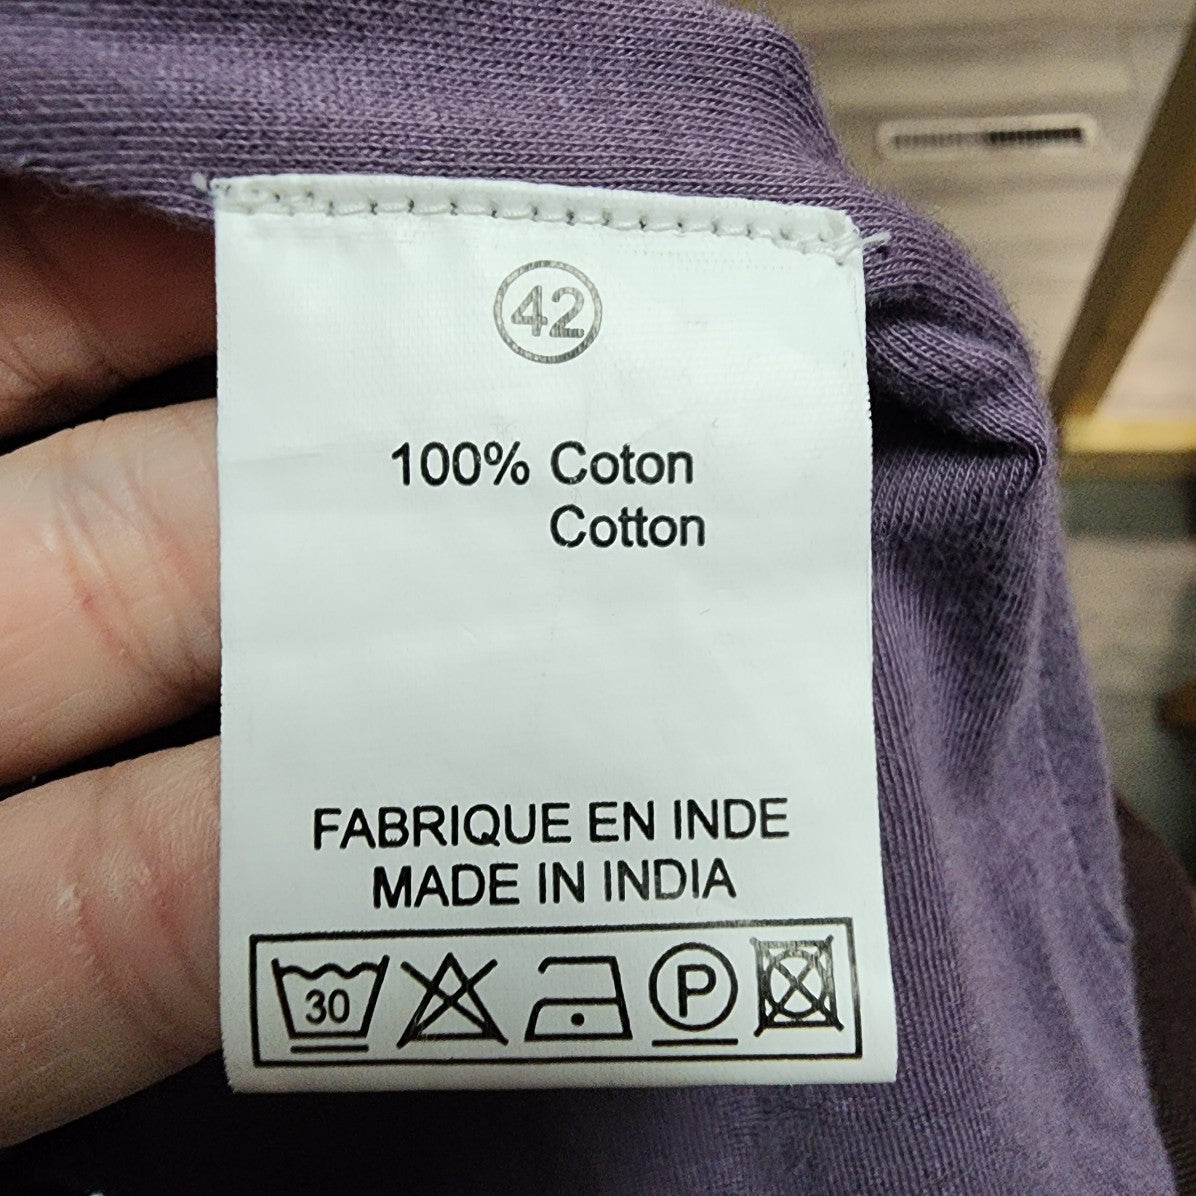 42
100% Coton
Cotton
FABRIQUE EN INDE
MADE IN INDIA
30 P